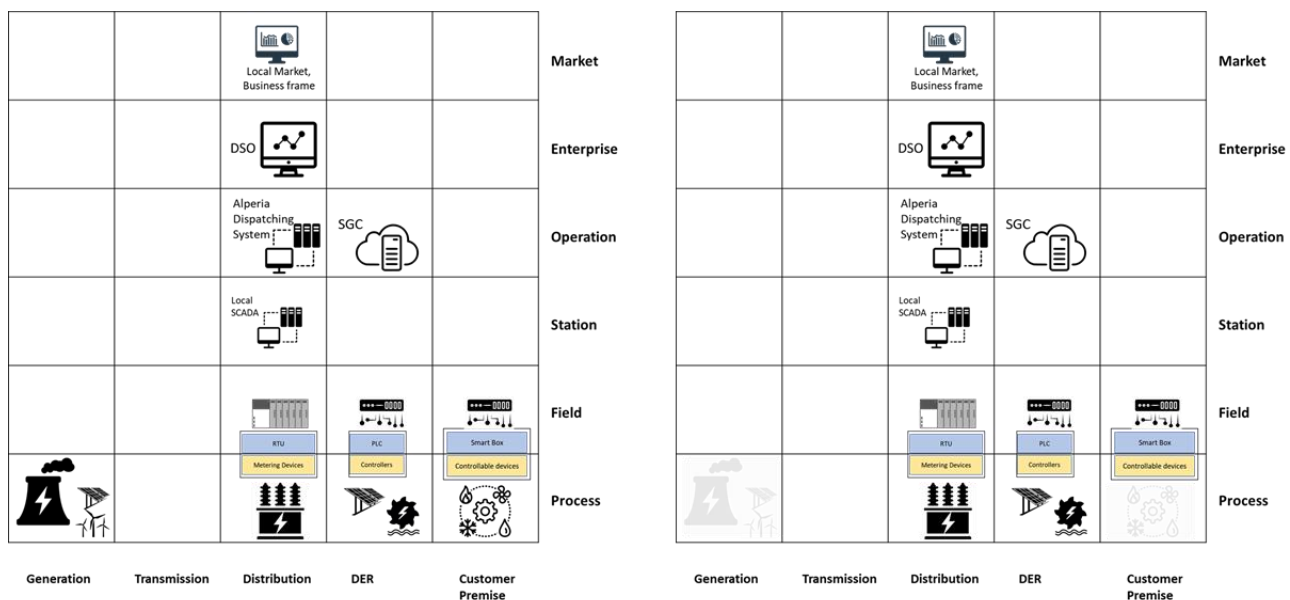 Local Market,
Business frame
Market
DSO
Enterprise
Alperia
Dispatching
System
SGC
Operation
Local
SCADA
Station
Field
RTU
PLC
Smart Box
Metering Devices
Controllers
Controllable devices
Process
Generation
Transmission
Distribution
DER
Customer
Premise
Local Market,
Business frame
Market
DSO
Enterprise
Alperia
Dispatching
System
SGC
Operation
Local
SCADA
Station
Field
RTU
PLC
Smart Box
Metering Devices
Controllers
Controllable devices
Process
Generation
Transmission
Distribution
DER
Customer
Premise